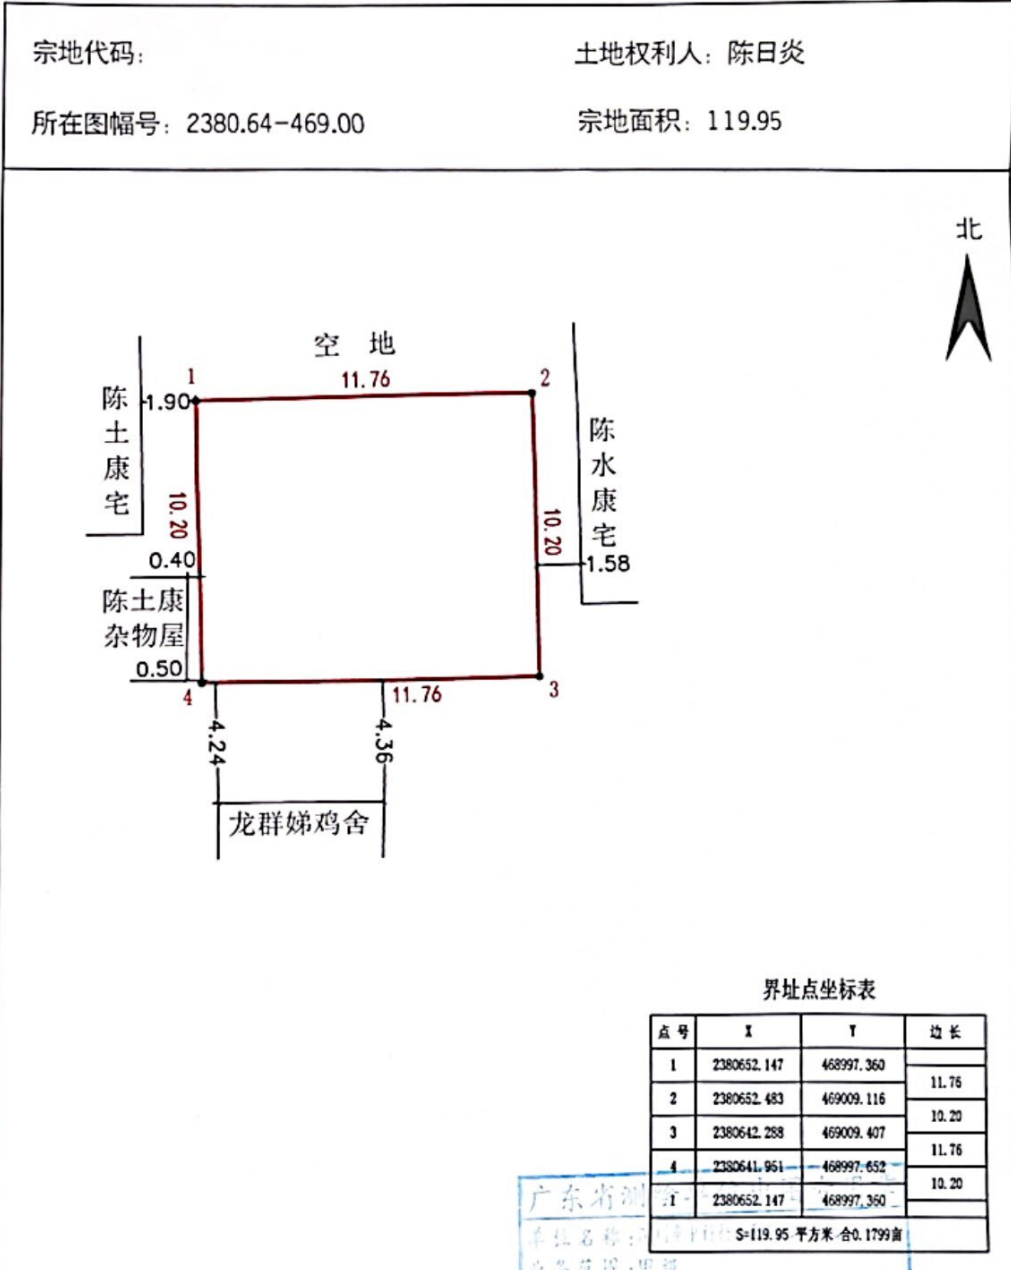 宗地代码：
土地权利人：陈日炎
所在图幅号：2380.64-469.00
宗地面积：119.95
北
空 地
1
11.76
2
陈土康宅
1.90
陈水康宅
10.20
10.20
0.40
1.58
陈土康
杂物屋
0.50
4
11.76
3
4.24
4.36
龙群娣鸡舍
界址点坐标表
点号 X Y 边长
1 2380652.147 468997.360
11.76
2 2380652.483 469009.116
10.20
3 2380642.288 469009.407
11.76
4 2380641.951 468997.652
10.20
1 2380652.147 468997.360
S=119.95 平方米 合0.1799亩
广东省测
单位名称：